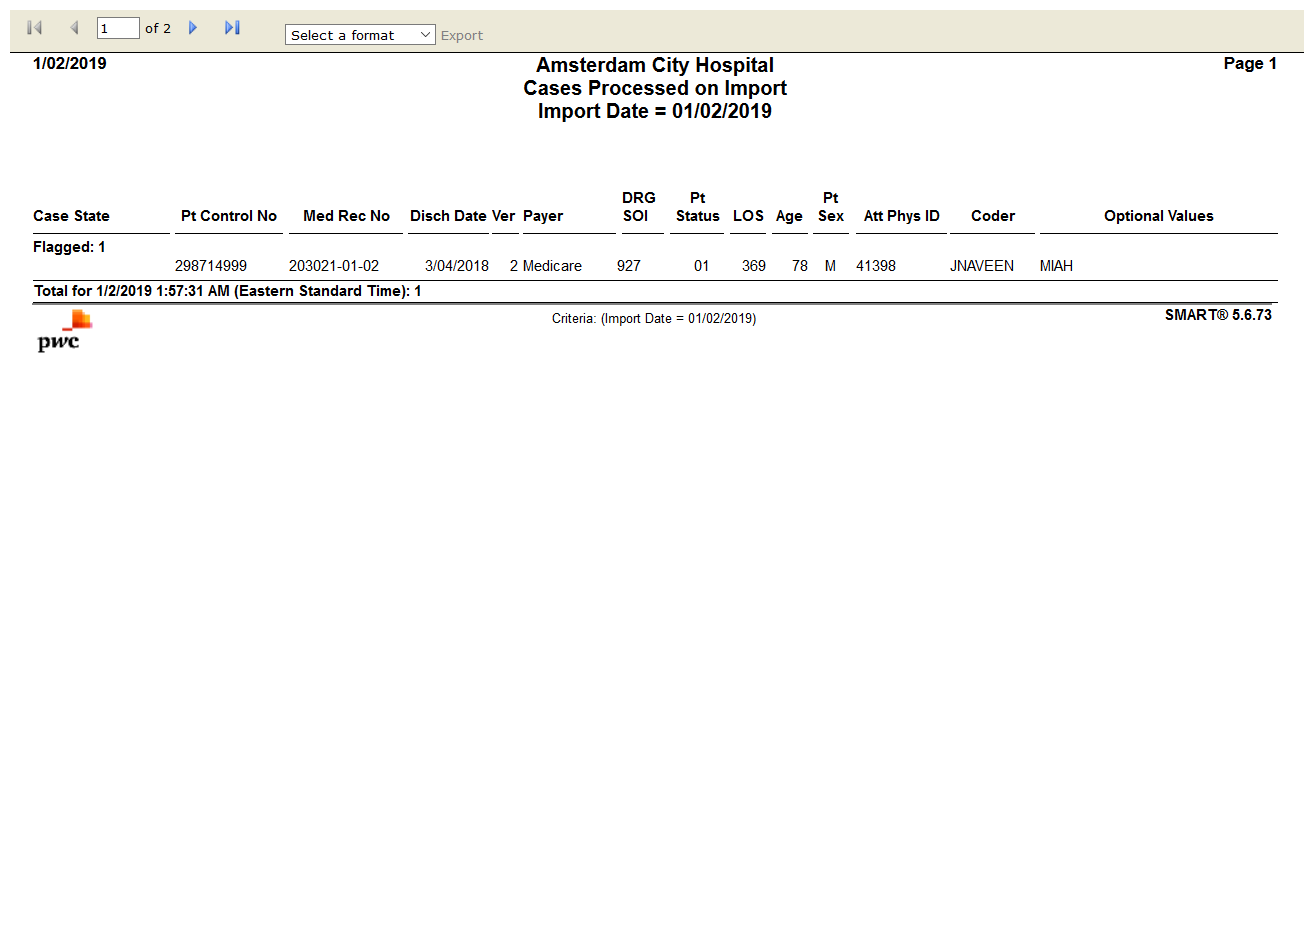 1 of 2 Select a format Export
1/02/2019 Amsterdam City Hospital Page 1
Cases Processed on Import
Import Date = 01/02/2019
DRG Pt Pt
Case State Pt Control No Med Rec No Disch Date Ver Payer SOI Status LOS Age Sex Att Phys ID Coder Optional Values
Flagged: 1
298714999 203021-01-02 3/04/2018 2 Medicare 927 01 369 78 M 41398 JNAVEEN MIAH
Total for 1/2/2019 1:57:31 AM (Eastern Standard Time): 1
Criteria: (Import Date = 01/02/2019) SMART® 5.6.73
pwc